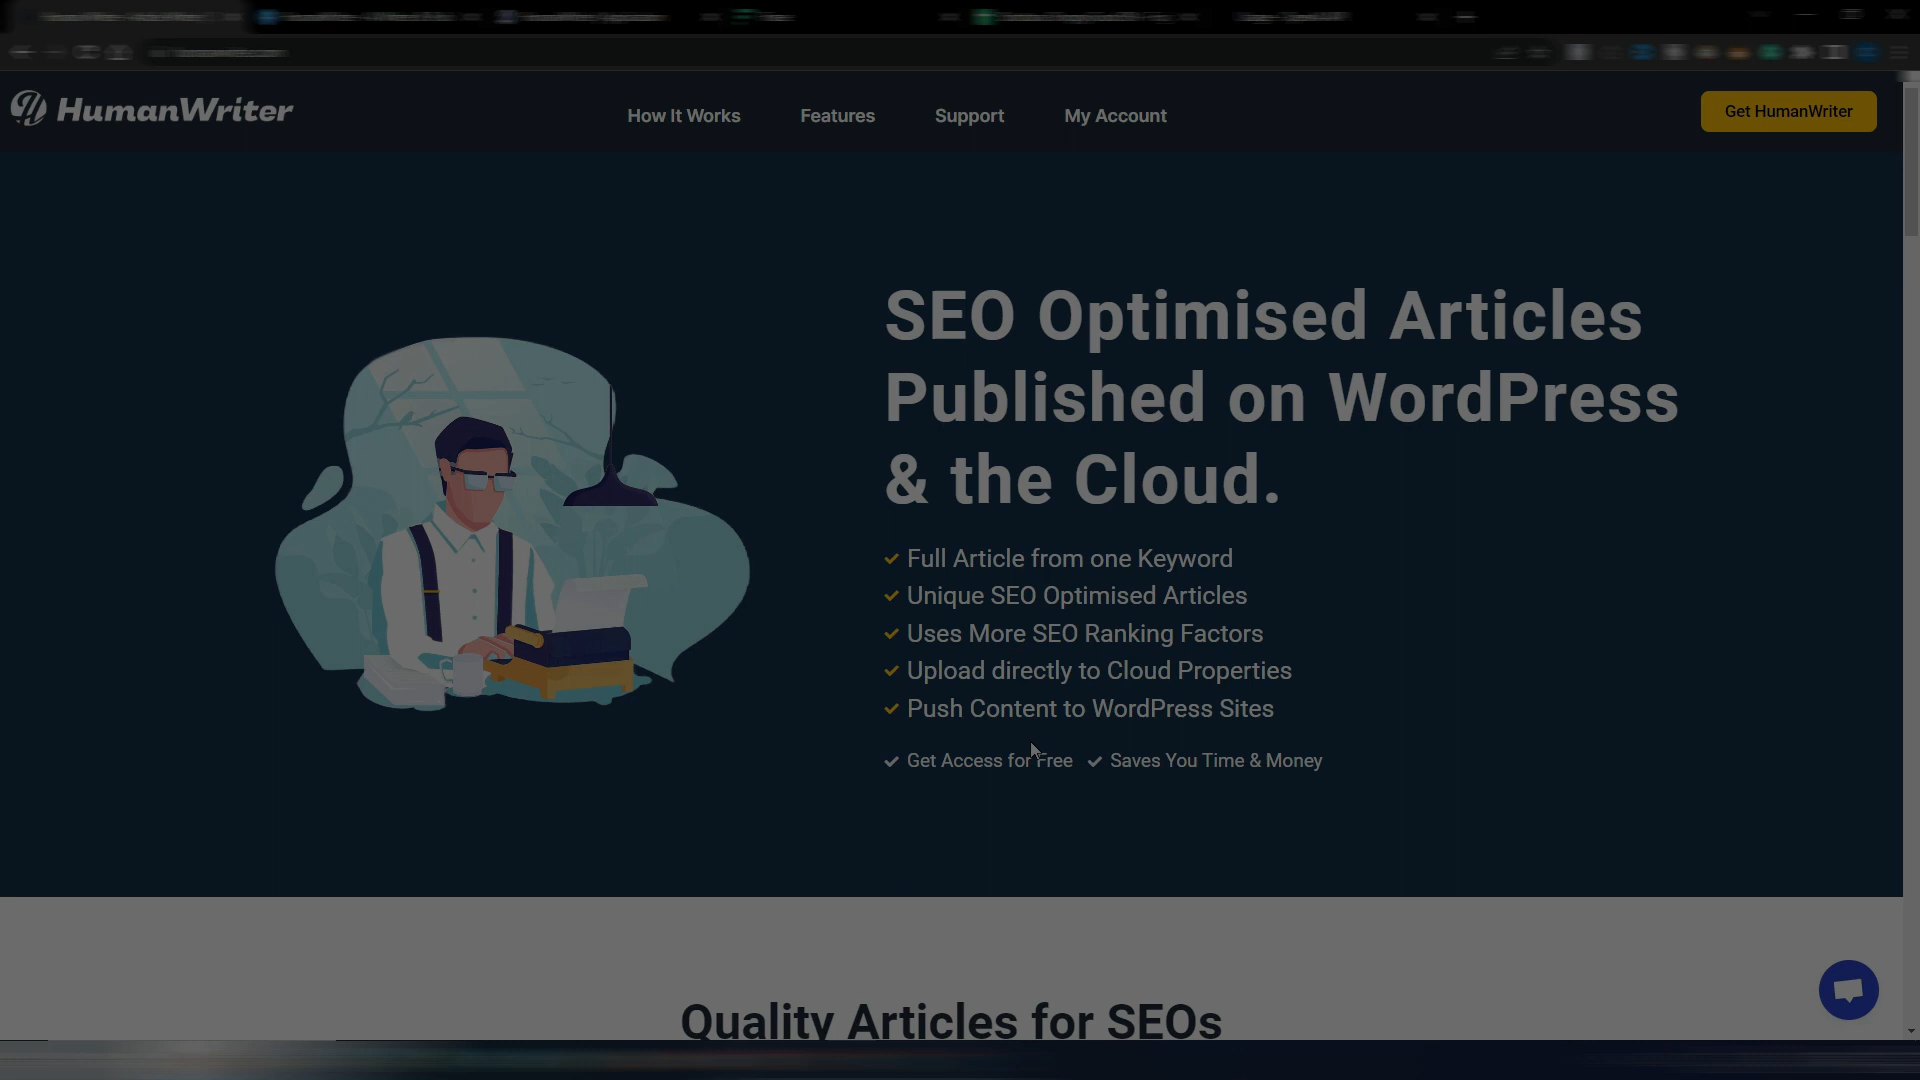 HumanWriter
How It Works
Features
Support
My Account
Get HumanWriter
SEO Optimised Articles
Published on WordPress
& the Cloud.
Full Article from one Keyword
Unique SEO Optimised Articles
Uses More SEO Ranking Factors
Upload directly to Cloud Properties
Push Content to WordPress Sites
Get Access for Free
Saves You Time & Money
Quality Articles for SEOs